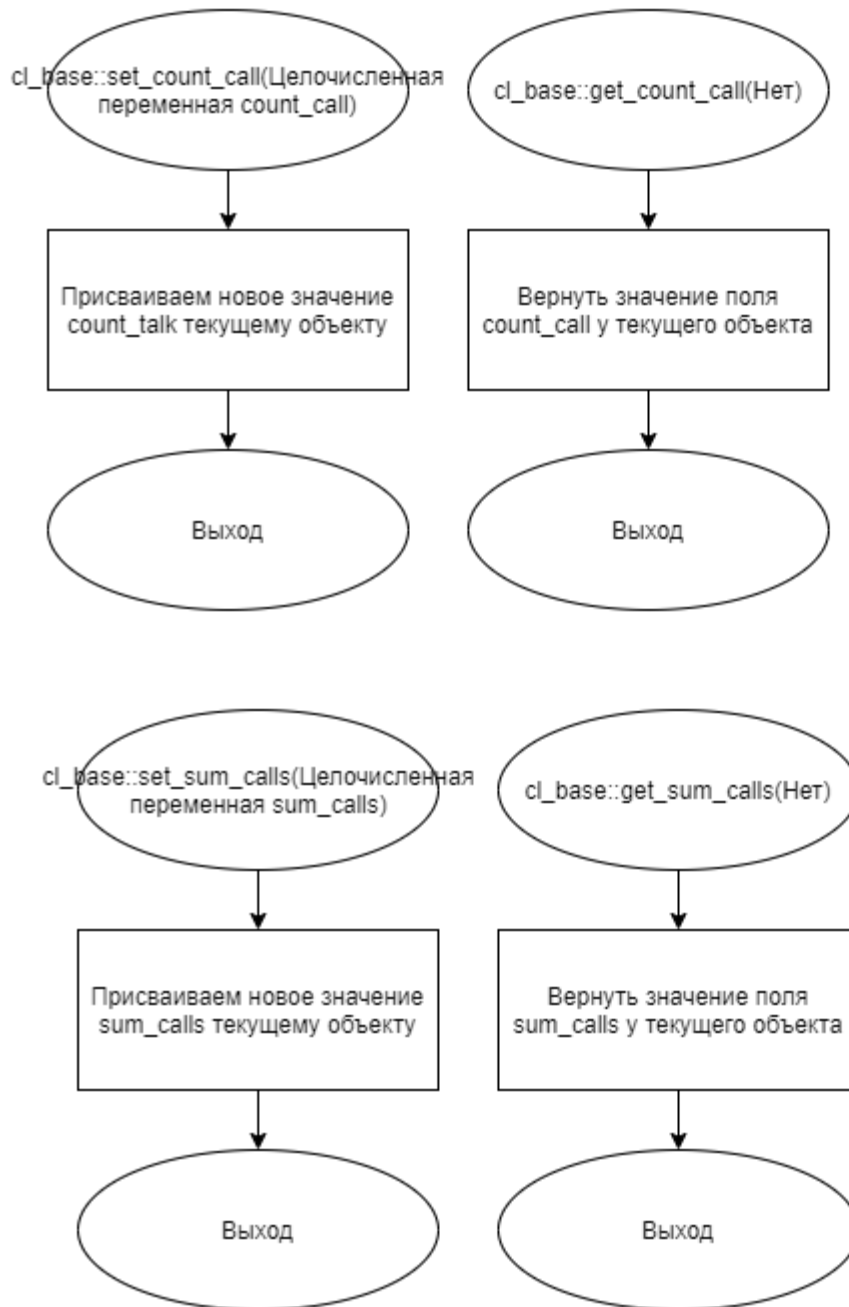 cl_base::set_count_call(Целочисленная
переменная count_call)
cl_base::get_count_call(Нет)
Присваиваем новое значение
count_talk текущему объекту
Вернуть значение поля
count_call у текущего объекта
Выход
Выход
cl_base::set_sum_calls(Целочисленная
переменная sum_calls)
cl_base::get_sum_calls(Нет)
Присваиваем новое значение
sum_calls текущему объекту
Вернуть значение поля
sum_calls у текущего объекта
Выход
Выход